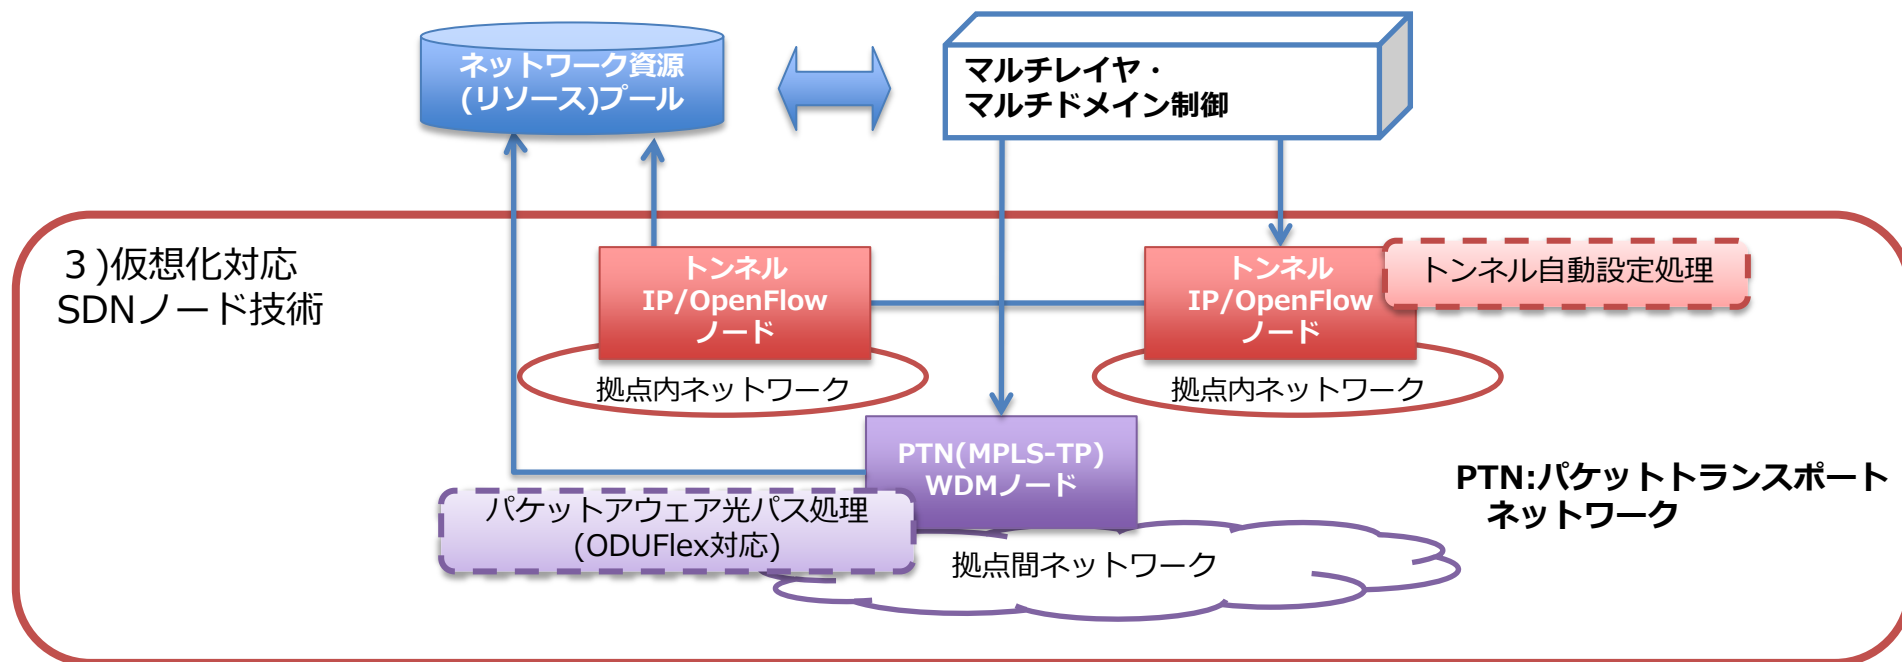 ネットワーク資源
(リソース)プール
マルチレイヤ・
マルチドメイン制御
３)仮想化対応
SDNノード技術
トンネル
IP/OpenFlow
ノード
トンネル
IP/OpenFlow
ノード
トンネル自動設定処理
拠点内ネットワーク
拠点内ネットワーク
PTN(MPLS-TP)
WDMノード
パケットアウェア光パス処理
(ODUFlex対応)
拠点間ネットワーク
PTN:パケットトランスポート
ネットワーク